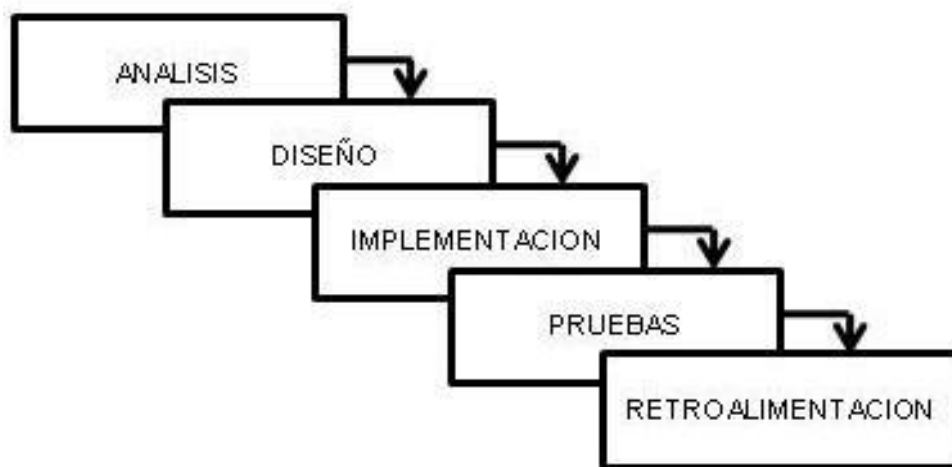 ANALISIS
DISEÑO
IMPLEMENTACION
PRUEBAS
RETROALIMENTACION